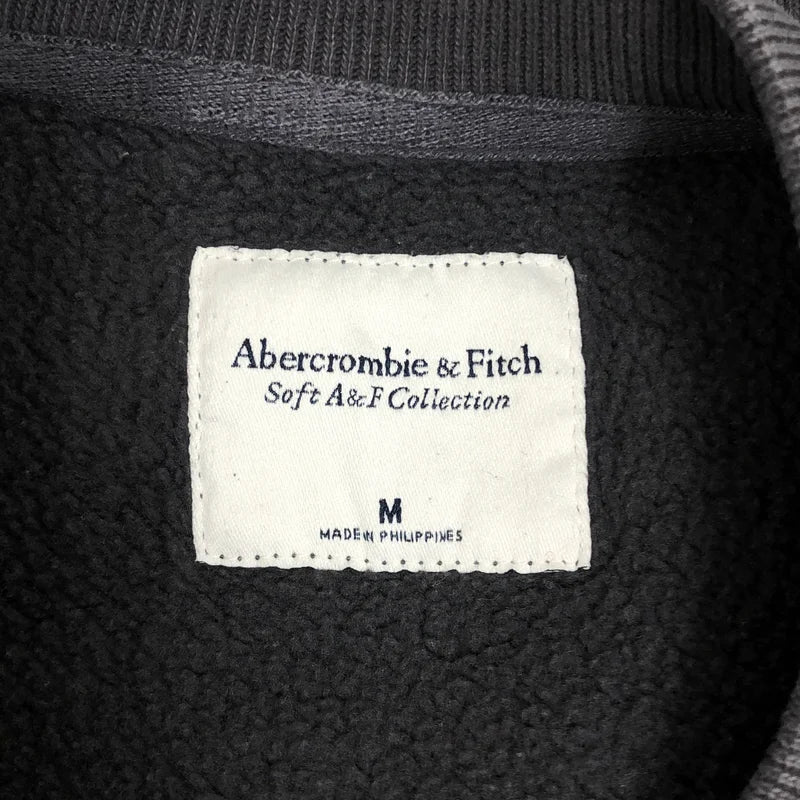 Abercrombie & Fitch
Soft A&F Collection
M
MADE IN PHILIPPINES